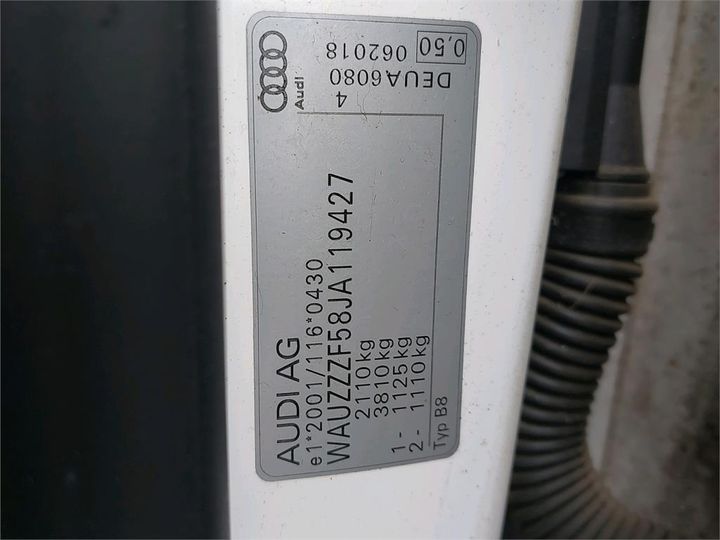 AUDI AG
e1*2001/116*0430
WAUZZZF58JA119427
2110kg
3810kg
1- 1125kg
2- 1110kg
Typ B8
Audi
4
DEUA6080
062018
0,50